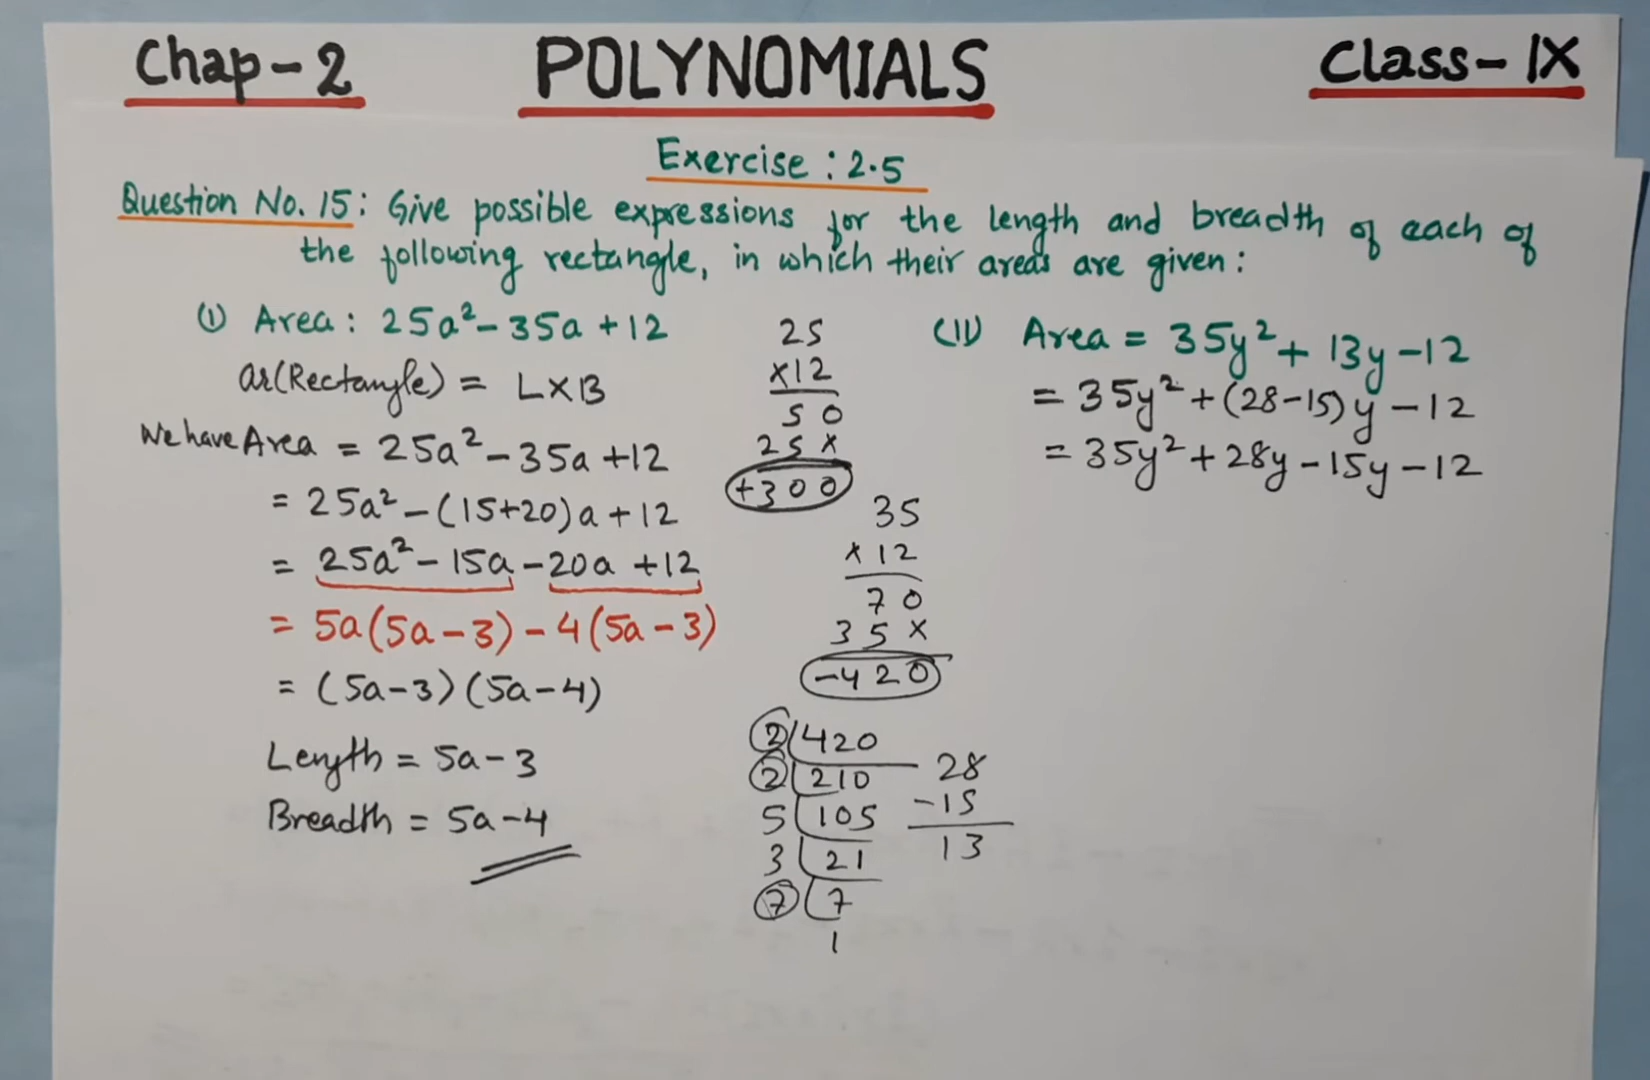 Chap-2 POLYNOMIALS Class-IX
Exercise : 2.5
Question No. 15: Give possible expressions for the length and breadth of each of
the following rectangle, in which their areas are given:
(i) Area: 25a² - 35a + 12
ar(Rectangle) = L×B
We have Area = 25a² - 35a + 12
= 25a² - (15+20)a + 12
= 25a² - 15a - 20a + 12
= 5a(5a-3) - 4(5a-3)
= (5a-3)(5a-4)
Length = 5a-3
Breadth = 5a-4
25
×12
50
25×
+300
35
×12
70
35×
-420
2 420
2 210
5 105
3 21
7 7
1
28
-15
13
(II) Area = 35y² + 13y - 12
= 35y² + (28-15)y - 12
= 35y² + 28y - 15y - 12